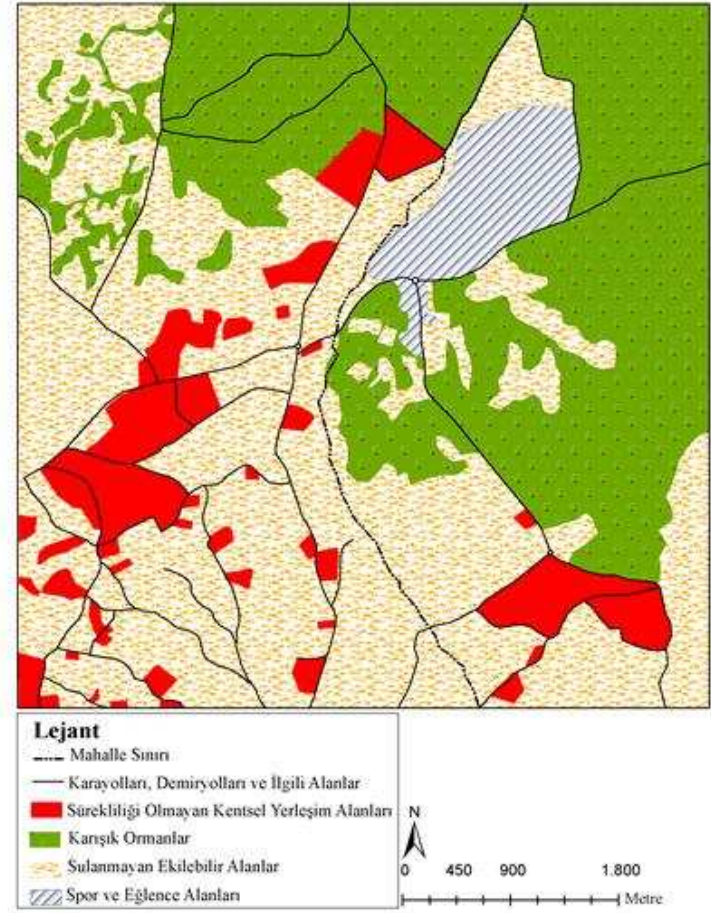 Lejant
Mahalle Sınırı
Karayolları, Demiryolları ve İlgili Alanlar
Sürekliliği Olmayan Kentsel Yerleşim Alanları
Karışık Ormanlar
Sulanmayan Ekilebilir Alanlar
Spor ve Eğlence Alanları
N
0 450 900 1.800
Metre